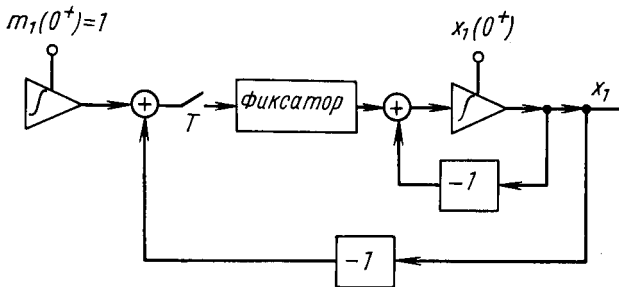 m₁(0⁺)=1
x₁(0⁺)
+
T
фиксатор
+
x₁
-1
-1